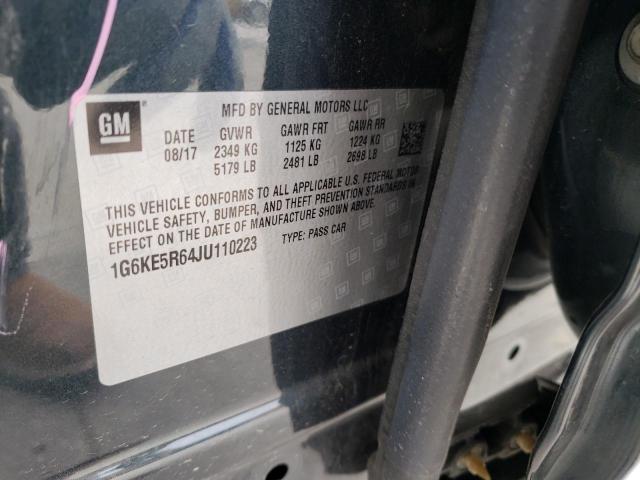 GM
MFD BY GENERAL MOTORS LLC
DATE GVWR GAWR FRT GAWR RR
08/17 2349 KG 1125 KG 1224 KG
5179 LB 2481 LB 2698 LB
THIS VEHICLE CONFORMS TO ALL APPLICABLE U.S. FEDERAL MOTOR
VEHICLE SAFETY, BUMPER, AND THEFT PREVENTION STANDARDS IN
EFFECT ON THE DATE OF MANUFACTURE SHOWN ABOVE.
1G6KE5R64JU110223 TYPE: PASS CAR